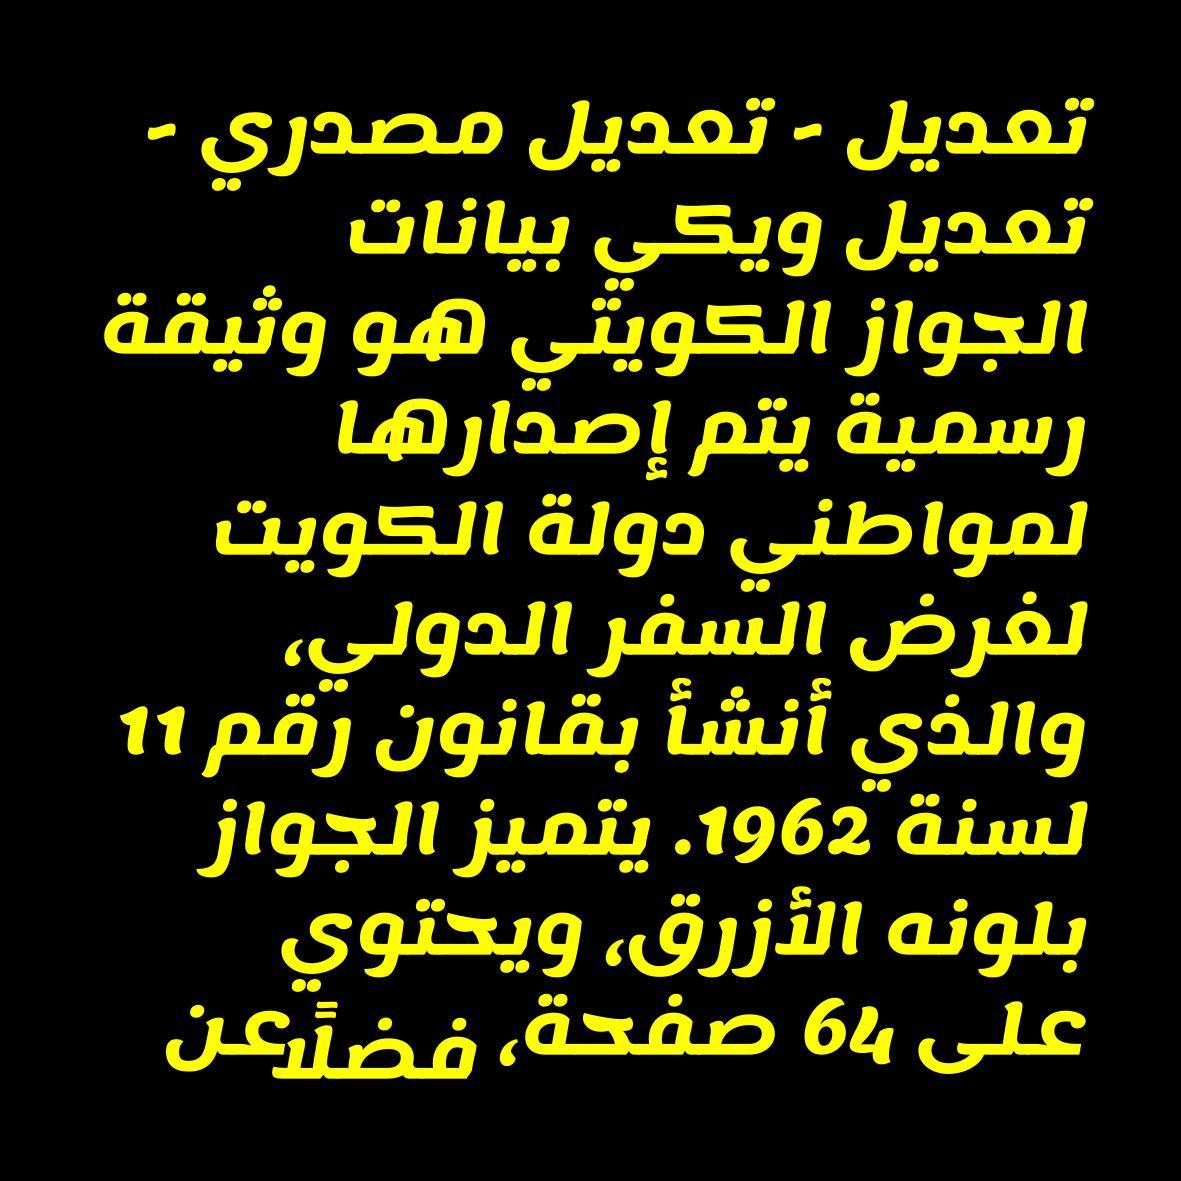 تعديل - تعديل مصدري -
تعديل ويكي بيانات
الجواز الكويتي هو وثيقة
رسمية يتم إصدارها
لمواطني دولة الكويت
لغرض السفر الدولي،
والذي أنشأ بقانون رقم 11
لسنة 1962. يتميز الجواز
بلونه الأزرق، ويحتوي
على 64 صفحة، فضلًا عن